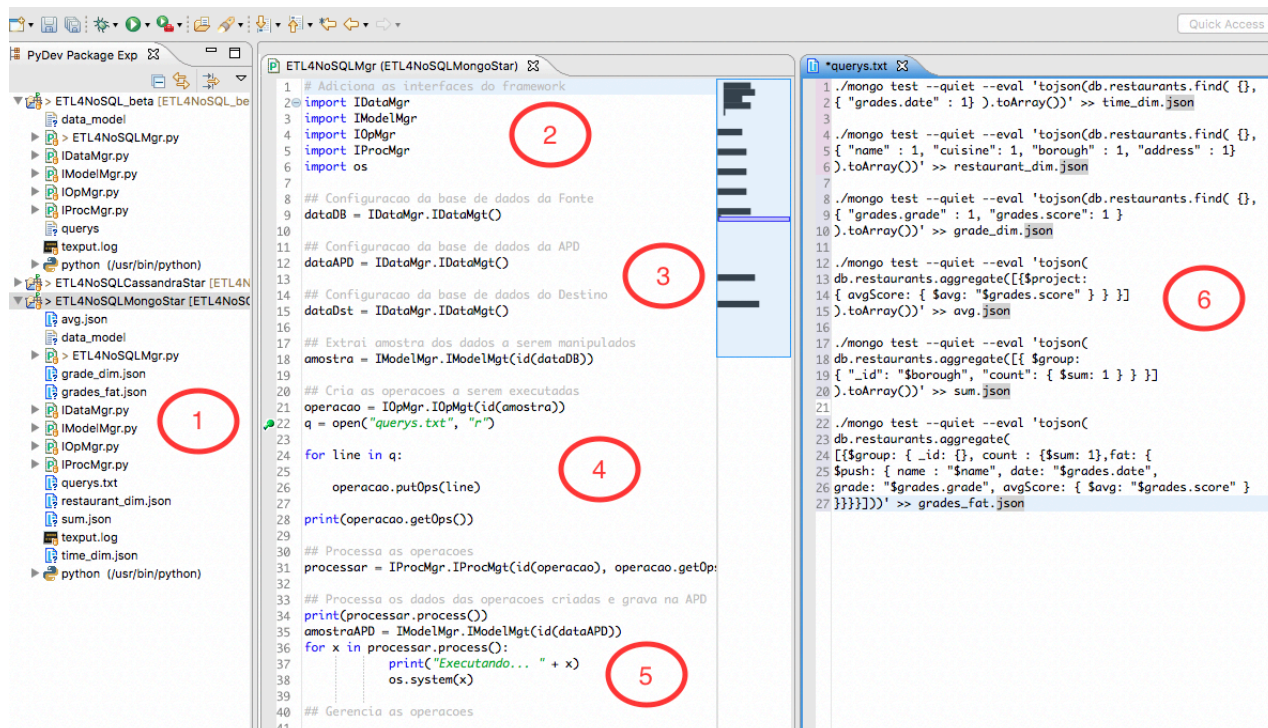 Quick Access
PyDev Package Exp
> ETL4NoSQL_beta [ETL4NoSQL_be
data_model
> ETL4NoSQLMgr.py
IDataMgr.py
IModelMgr.py
IOpMgr.py
IProcMgr.py
querys
texput.log
python (/usr/bin/python)
> ETL4NoSQLCassandraStar [ETL4N
> ETL4NoSQLMongoStar [ETL4NoSQ
avg.json
data_model
> ETL4NoSQLMgr.py
grade_dim.json
grades_fat.json
IDataMgr.py
IModelMgr.py
IOpMgr.py
IProcMgr.py
querys.txt
restaurant_dim.json
sum.json
texput.log
time_dim.json
python (/usr/bin/python)
1
ETL4NoSQLMgr (ETL4NoSQLMongoStar)
1 # Adiciona as interfaces do framework
2 import IDataMgr
3 import IModelMgr
4 import IOpMgr
5 import IProcMgr
6 import os
7
8 ## Configuracao da base de dados da Fonte
9 dataDB = IDataMgr.IDataMgt()
10
11 ## Configuracao da base de dados da APD
12 dataAPD = IDataMgr.IDataMgt()
13
14 ## Configuracao da base de dados do Destino
15 dataDst = IDataMgr.IDataMgt()
16
17 ## Extrai amostra dos dados a serem manipulados
18 amostra = IModelMgr.IModelMgt(id(dataDB))
19
20 ## Cria as operacoes a serem executadas
21 operacao = IOpMgr.IOpMgt(id(amostra))
22 q = open("querys.txt", "r")
23
24 for line in q:
25
26 operacao.putOps(line)
27
28 print(operacao.getOps())
29
30 ## Processa as operacoes
31 processar = IProcMgr.IProcMgt(id(operacao), operacao.getOps
32
33 ## Processa os dados das operacoes criadas e grava na APD
34 print(processar.process())
35 amostraAPD = IModelMgr.IModelMgt(id(dataAPD))
36 for x in processar.process():
37 print("Executando... " + x)
38 os.system(x)
39
40 ## Gerencia as operacoes
41
2
3
4
5
*querys.txt
1 ./mongo test --quiet --eval 'tojson(db.restaurants.find( {},
2 { "grades.date" : 1} ).toArray())' >> time_dim.json
3
4 ./mongo test --quiet --eval 'tojson(db.restaurants.find( {},
5 { "name" : 1, "cuisine": 1, "borough" : 1, "address" : 1}
6 ).toArray())' >> restaurant_dim.json
7
8 ./mongo test --quiet --eval 'tojson(db.restaurants.find( {},
9 { "grades.grade" : 1, "grades.score": 1 }
10 ).toArray())' >> grade_dim.json
11
12 ./mongo test --quiet --eval 'tojson(
13 db.restaurants.aggregate([{$project:
14 { avgScore: { $avg: "$grades.score" } } }]
15 ).toArray())' >> avg.json
16
17 ./mongo test --quiet --eval 'tojson(
18 db.restaurants.aggregate([{ $group:
19 { "_id": "$borough", "count": { $sum: 1 } } }]
20 ).toArray())' >> sum.json
21
22 ./mongo test --quiet --eval 'tojson(
23 db.restaurants.aggregate(
24 [{$group: { _id: {}, count : {$sum: 1},fat: {
25 $push: { name : "$name", date: "$grades.date",
26 grade: "$grades.grade", avgScore: { $avg: "$grades.score" }
27 }}}}]))' >> grades_fat.json
6